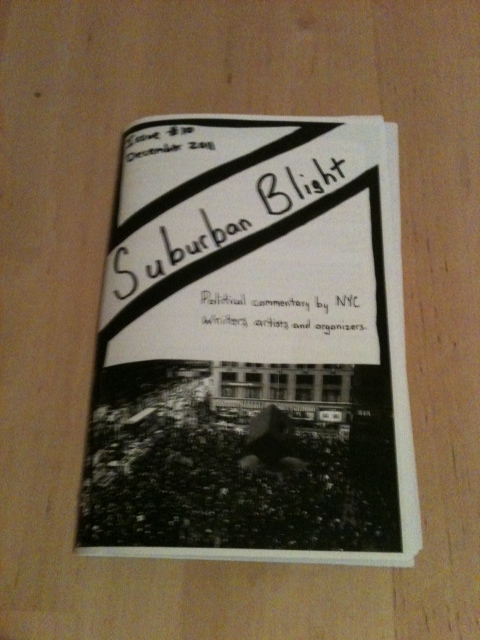 Issue #10
December 2011
Suburban Blight
Political commentary by NYC
writers, artists, and organizers.